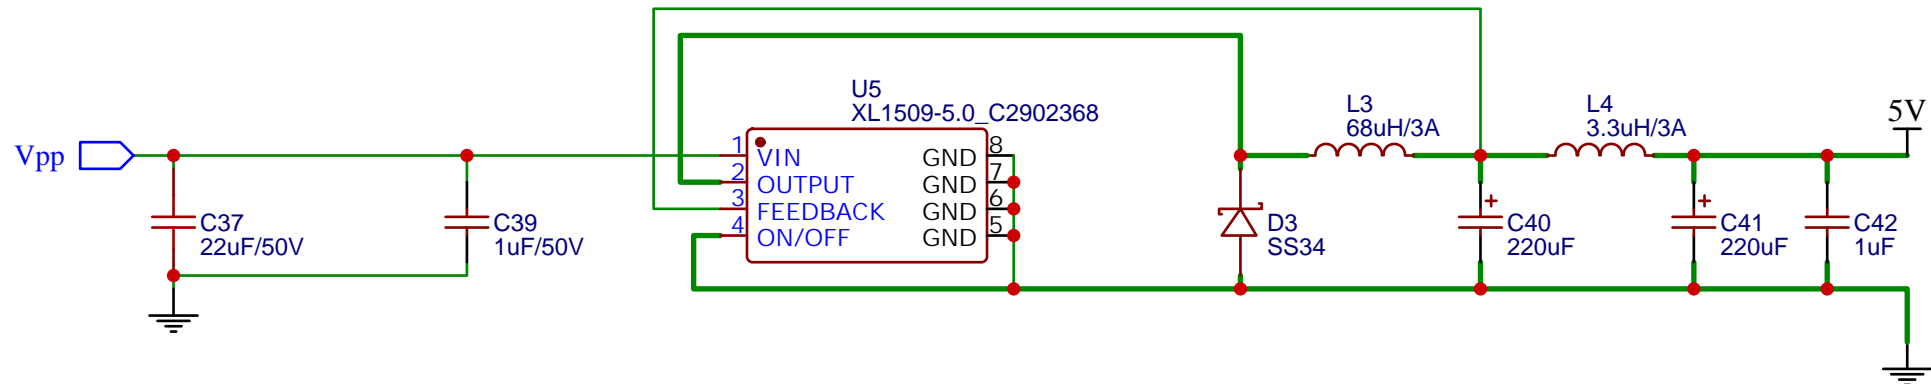 Vpp
C37
22uF/50V
C39
1uF/50V
U5
XL1509-5.0_C2902368
1
VIN
2
OUTPUT
3
FEEDBACK
4
ON/OFF
GND
8
GND
7
GND
6
GND
5
D3
SS34
L3
68uH/3A
+
C40
220uF
L4
3.3uH/3A
+
C41
220uF
C42
1uF
5V